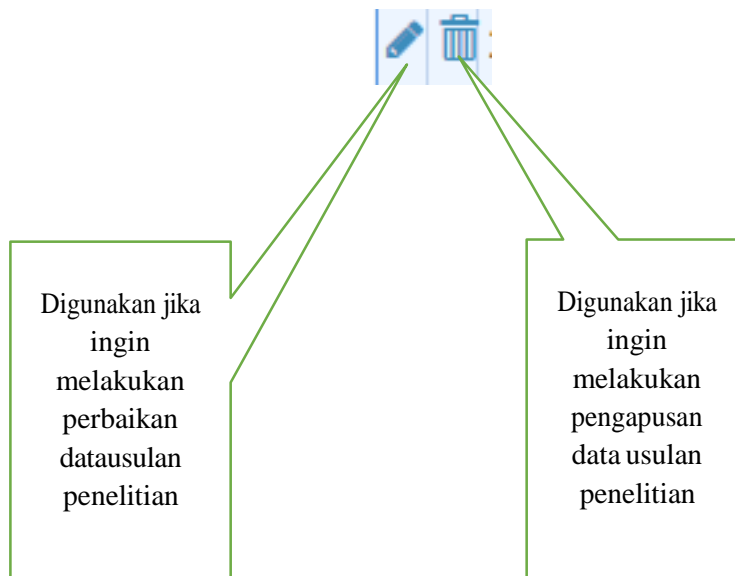 Digunakan jika
ingin
melakukan
perbaikan
datausulan
penelitian
Digunakan jika
ingin
melakukan
pengapusan
data usulan
penelitian